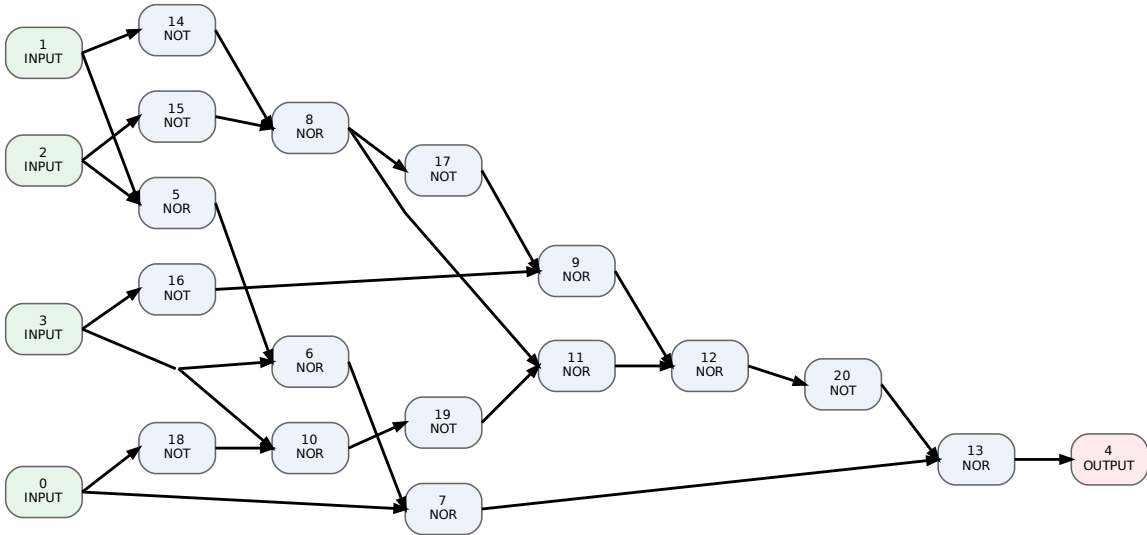 1
INPUT
14
NOT
15
NOT
2
INPUT
5
NOR
8
NOR
17
NOT
16
NOT
3
INPUT
9
NOR
6
NOR
11
NOR
12
NOR
20
NOT
18
NOT
10
NOR
19
NOT
0
INPUT
7
NOR
13
NOR
4
OUTPUT